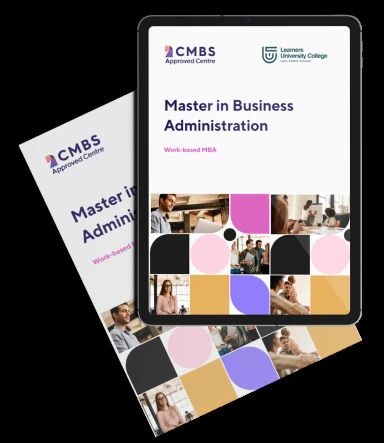 CMBS
Approved Centre
Learners
University College
Master in Business
Administration
Work-based MBA
CMBS
Approved Centre
Master in
Adminis
Work-based